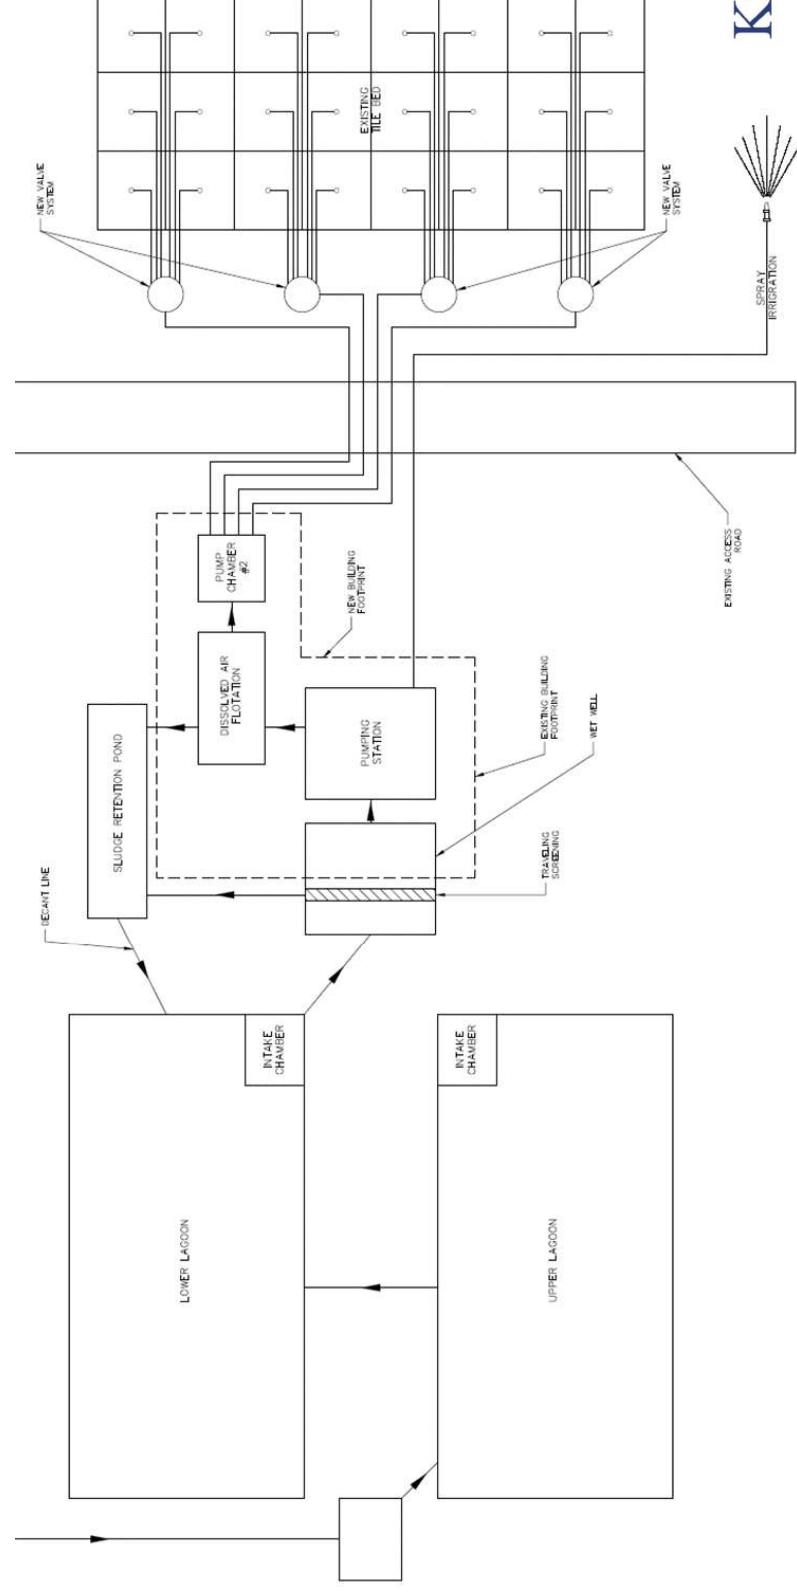 K
NEW VALVE
SYSTEM
EXISTING
TILE BED
NEW VALVE
SYSTEM
SPRAY
IRRIGRATION
PUMP
CHAMBER
#2
NEW BUILDING
FOOTPRINT
EXISTING ACCESS
ROAD
DISSOLVED AIR
FLOTATION
SLUDGE RETENTION POND
PUMPING
STATION
EXISTING BUILDING
FOOTPRINT
WET WELL
TRAVELING
SCREENING
DECANT LINE
INTAKE
CHAMBER
INTAKE
CHAMBER
LOWER LAGOON
UPPER LAGOON